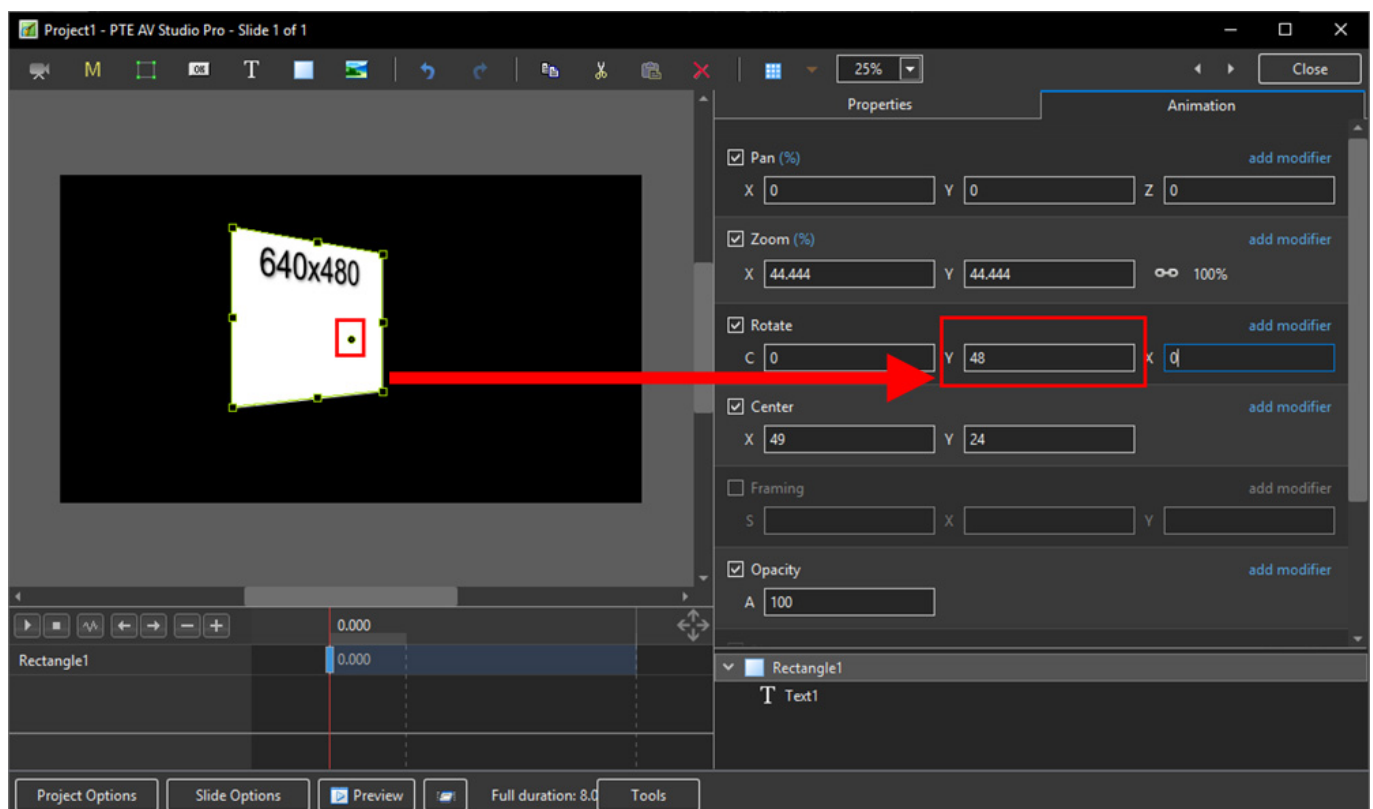 Project1 - PTE AV Studio Pro - Slide 1 of 1
M OK T 25% Close
Properties Animation
Pan (%) add modifier
X 0 Y 0 Z 0
Zoom (%) add modifier
X 44.444 Y 44.444 100%
Rotate add modifier
C 0 Y 48 X 0
Center add modifier
X 49 Y 24
Framing add modifier
S X Y
Opacity add modifier
A 100
640x480
0.000
Rectangle1 0.000
Rectangle1
T Text1
Project Options Slide Options Preview Full duration: 8.0 Tools